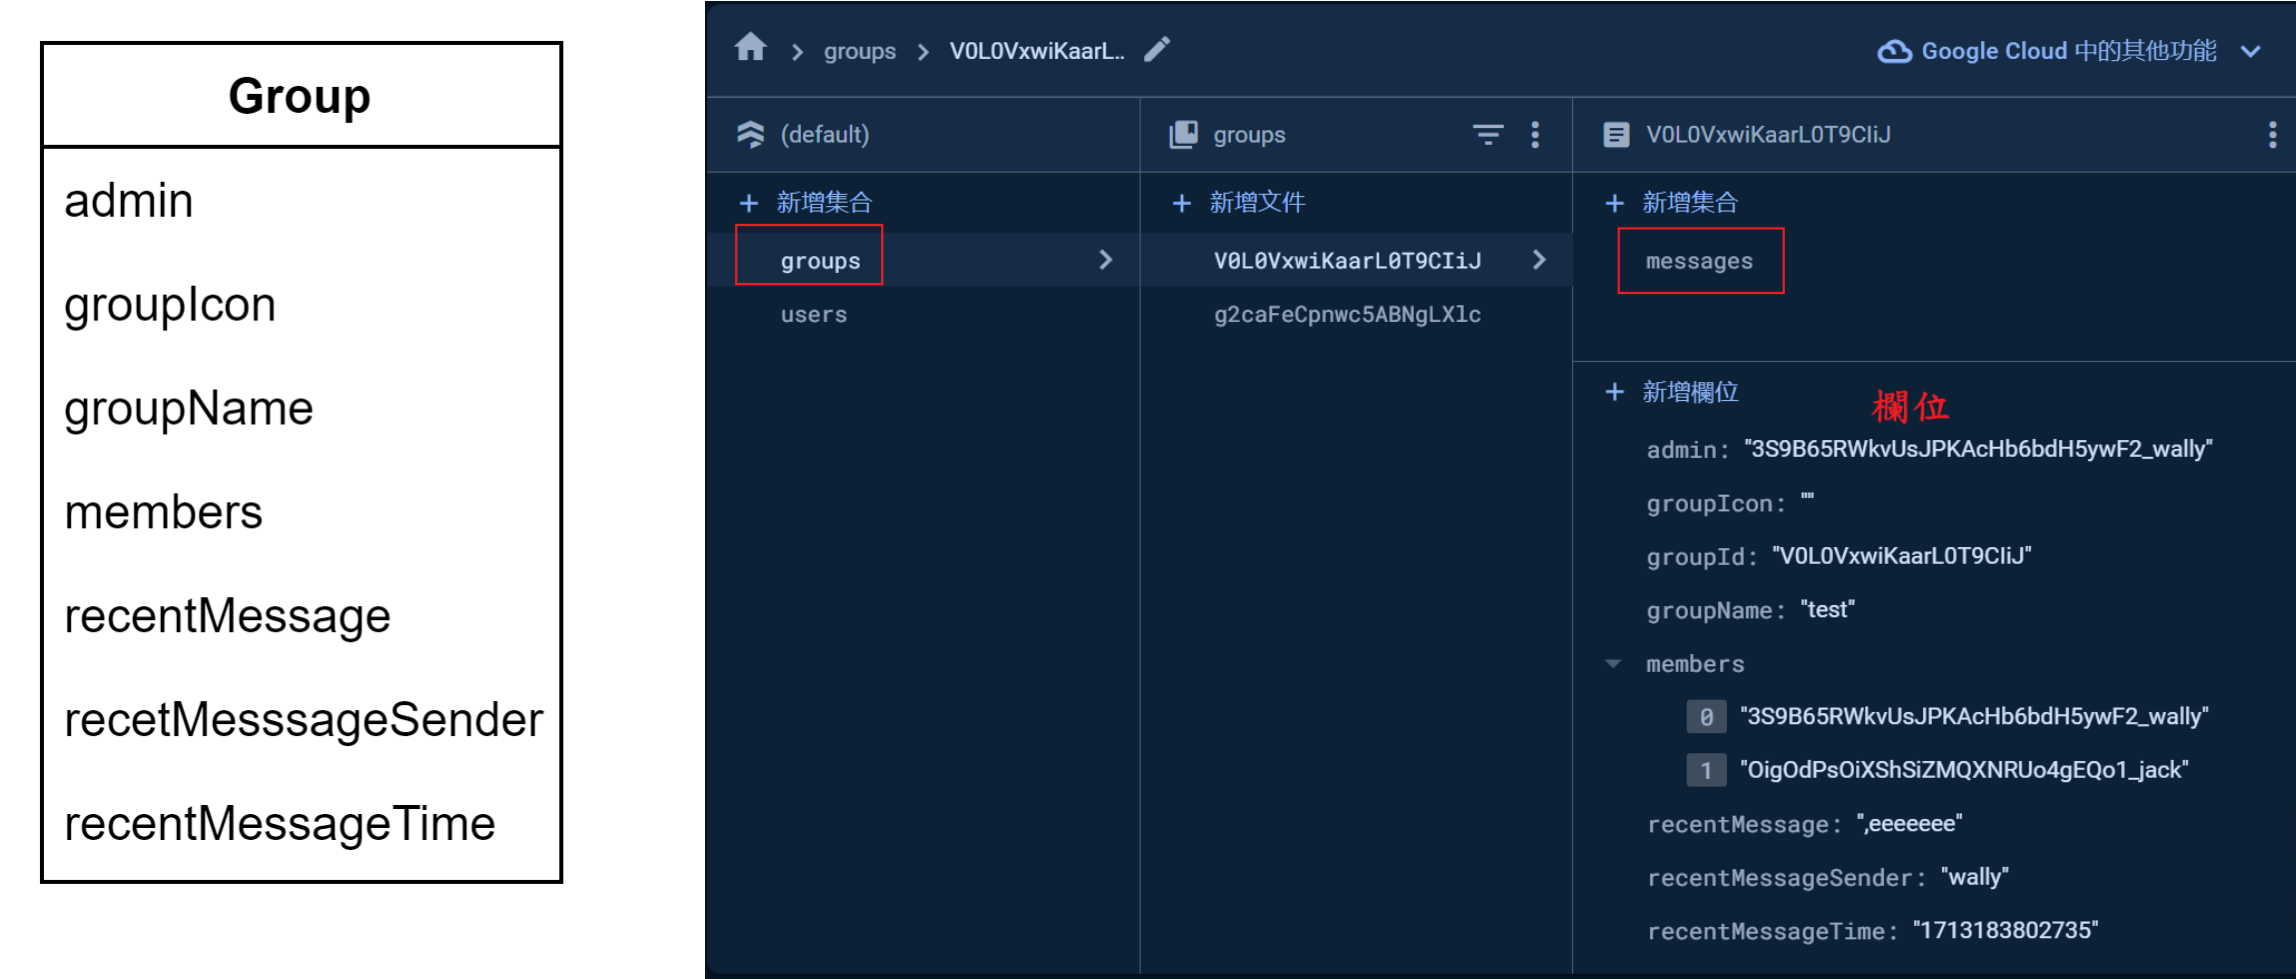 Group
admin
groupIcon
groupName
members
recentMessage
recetMesssageSender
recentMessageTime
groups
V0L0VxwiKaarL...
Google Cloud 中的其他功能
(default)
groups
V0L0VxwiKaarL0T9CIiJ
新增集合
新增文件
新增集合
groups
V0L0VxwiKaarL0T9CIiJ
messages
users
g2caFeCpnwc5ABNgLXlc
新增欄位
欄位
admin: "3S9B65RWkvUsJPKAcHb6bdH5ywF2_wally"
groupIcon: ""
groupId: "V0L0VxwiKaarL0T9CIiJ"
groupName: "test"
members
0 "3S9B65RWkvUsJPKAcHb6bdH5ywF2_wally"
1 "OigOdPsOiXShSiZMQXNRUo4gEQo1_jack"
recentMessage: ",eeeeeee"
recentMessageSender: "wally"
recentMessageTime: "1713183802735"